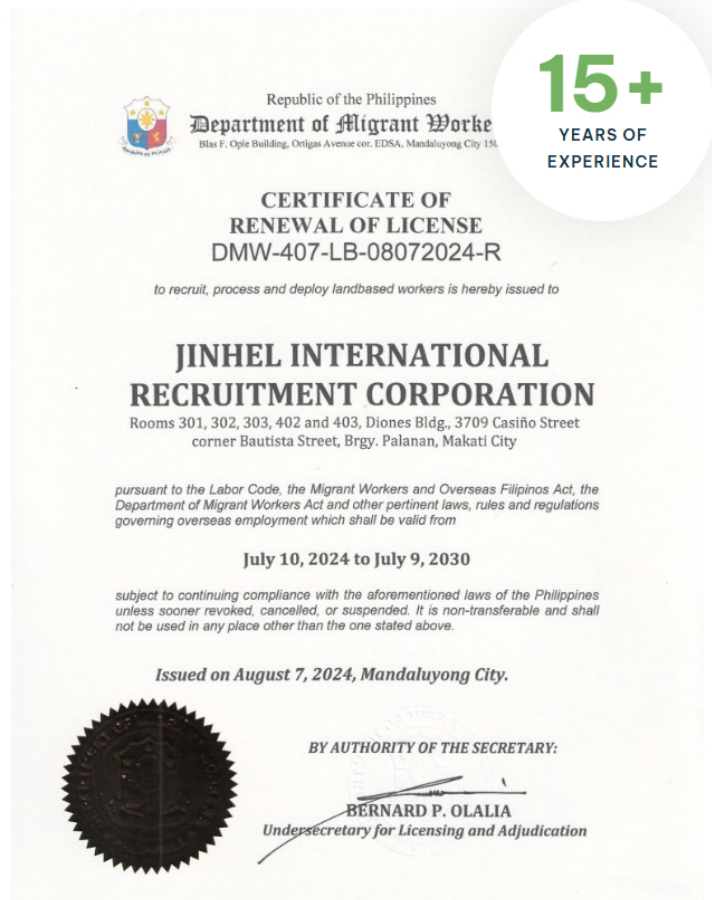 Republic of the Philippines
Department of Migrant Worke
Blas F. Ople Building, Ortigas Avenue cor. EDSA, Mandaluyong City
15+
YEARS OF
EXPERIENCE
CERTIFICATE OF
RENEWAL OF LICENSE
DMW-407-LB-08072024-R
to recruit, process and deploy landbased workers is hereby issued to
JINHEL INTERNATIONAL
RECRUITMENT CORPORATION
Rooms 301, 302, 303, 402 and 403, Diones Bldg., 3709 Casiño Street
corner Bautista Street, Brgy. Palanan, Makati City
pursuant to the Labor Code, the Migrant Workers and Overseas Filipinos Act, the
Department of Migrant Workers Act and other pertinent laws, rules and regulations
governing overseas employment which shall be valid from
July 10, 2024 to July 9, 2030
subject to continuing compliance with the aforementioned laws of the Philippines
unless sooner revoked, cancelled, or suspended. It is non-transferable and shall
not be used in any place other than the one stated above.
Issued on August 7, 2024, Mandaluyong City.
BY AUTHORITY OF THE SECRETARY:
BERNARD P. OLALIA
Undersecretary for Licensing and Adjudication